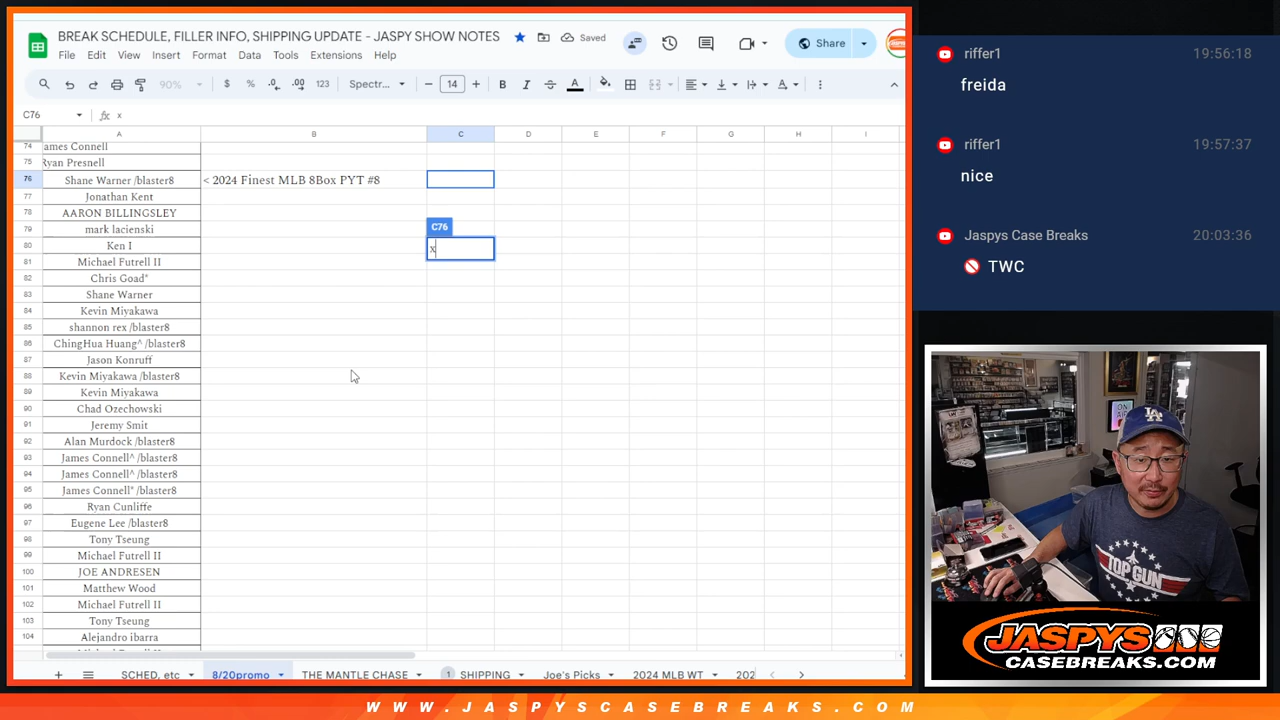 BREAK SCHEDULE, FILLER INFO, SHIPPING UPDATE - JASPY SHOW NOTES
Saved
Share
File Edit View Insert Format Data Tools Extensions Help
90% $ % .0 .00 123 Spectr... 14 B I A
C76 fx x
A B C D E F G H I
74 ames Connell
75 Ryan Presnell
76 Shane Warner /blaster8 < 2024 Finest MLB 8Box PYT #8
77 Jonathan Kent
78 AARON BILLINGSLEY
C76
79 mark lacienski
80 Ken I x
81 Michael Futrell II
82 Chris Goad*
83 Shane Warner
84 Kevin Miyakawa
85 shannon rex /blaster8
86 ChingHua Huang^ /blaster8
87 Jason Konruff
88 Kevin Miyakawa /blaster8
89 Kevin Miyakawa
90 Chad Ozechowski
91 Jeremy Smit
92 Alan Murdock /blaster8
93 James Connell^ /blaster8
94 James Connell^ /blaster8
95 James Connell* /blaster8
96 Ryan Cunliffe
97 Eugene Lee /blaster8
98 Tony Tseung
99 Michael Futrell II
100 JOE ANDRESEN
101 Matthew Wood
102 Michael Futrell II
103 Tony Tseung
104 Alejandro ibarra
SCHED, etc 8/20promo THE MANTLE CHASE 1 SHIPPING Joe's Picks 2024 MLB WT 202
riffer1 19:56:18
freida
riffer1 19:57:37
nice
Jaspys Case Breaks 20:03:36
TWC
ON AIR
LA
TOP GUN
JASPYS
CASEBREAKS.COM
WWW.JASPYSCASEBREAKS.COM